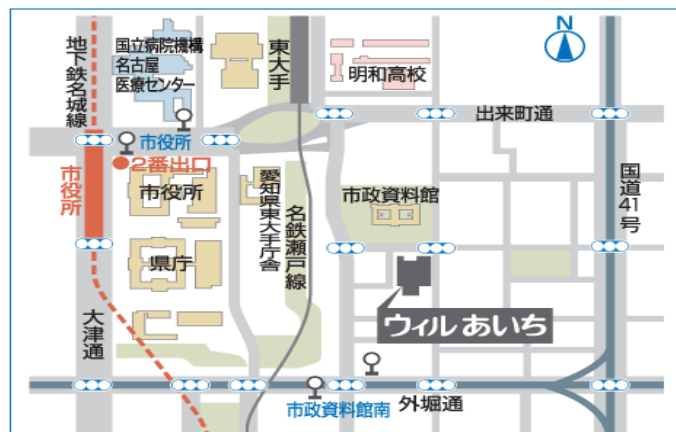 N
国立病院機構
名古屋
医療センター
地下鉄名城線
東大手
明和高校
出来町通
市役所
2番出口
市役所
市役所
愛知県東大手庁舎
名鉄瀬戸線
市政資料館
国道41号
県庁
大津通
ウィルあいち
市政資料館南
外堀通